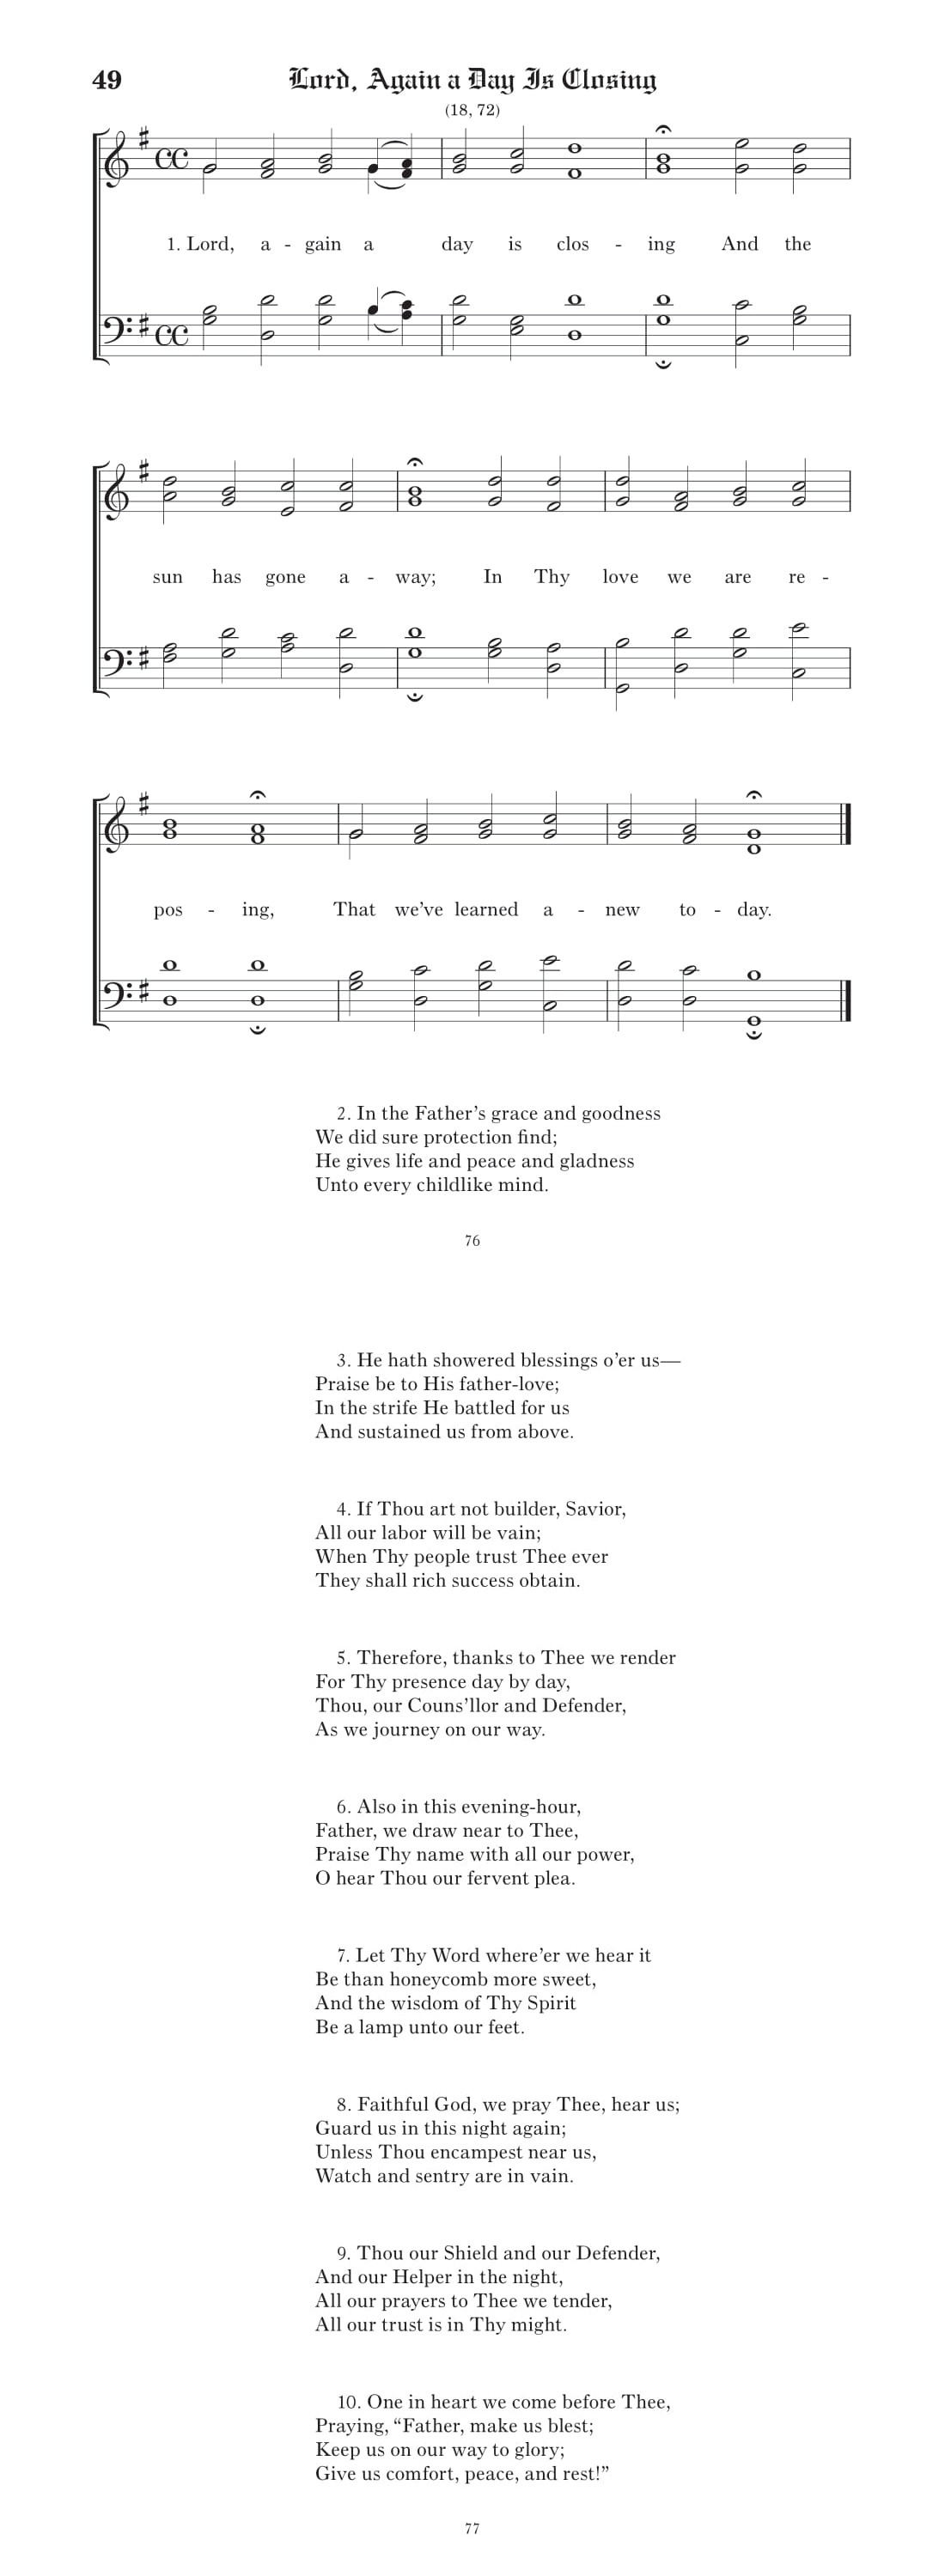 49
Lord, Again a Day Is Closing
(18, 72)
1. Lord, a - gain a day is clos - ing And the
sun has gone a - way; In Thy love we are re -
pos - ing, That we've learned a - new to - day.
2. In the Father’s grace and goodness
We did sure protection find;
He gives life and peace and gladness
Unto every childlike mind.
76
3. He hath showered blessings o’er us—
Praise be to His father-love;
In the strife He battled for us
And sustained us from above.
4. If Thou art not builder, Savior,
All our labor will be vain;
When Thy people trust Thee ever
They shall rich success obtain.
5. Therefore, thanks to Thee we render
For Thy presence day by day,
Thou, our Couns’llor and Defender,
As we journey on our way.
6. Also in this evening-hour,
Father, we draw near to Thee,
Praise Thy name with all our power,
O hear Thou our fervent plea.
7. Let Thy Word where’er we hear it
Be than honeycomb more sweet,
And the wisdom of Thy Spirit
Be a lamp unto our feet.
8. Faithful God, we pray Thee, hear us;
Guard us in this night again;
Unless Thou encampest near us,
Watch and sentry are in vain.
9. Thou our Shield and our Defender,
And our Helper in the night,
All our prayers to Thee we tender,
All our trust is in Thy might.
10. One in heart we come before Thee,
Praying, “Father, make us blest;
Keep us on our way to glory;
Give us comfort, peace, and rest!”
77